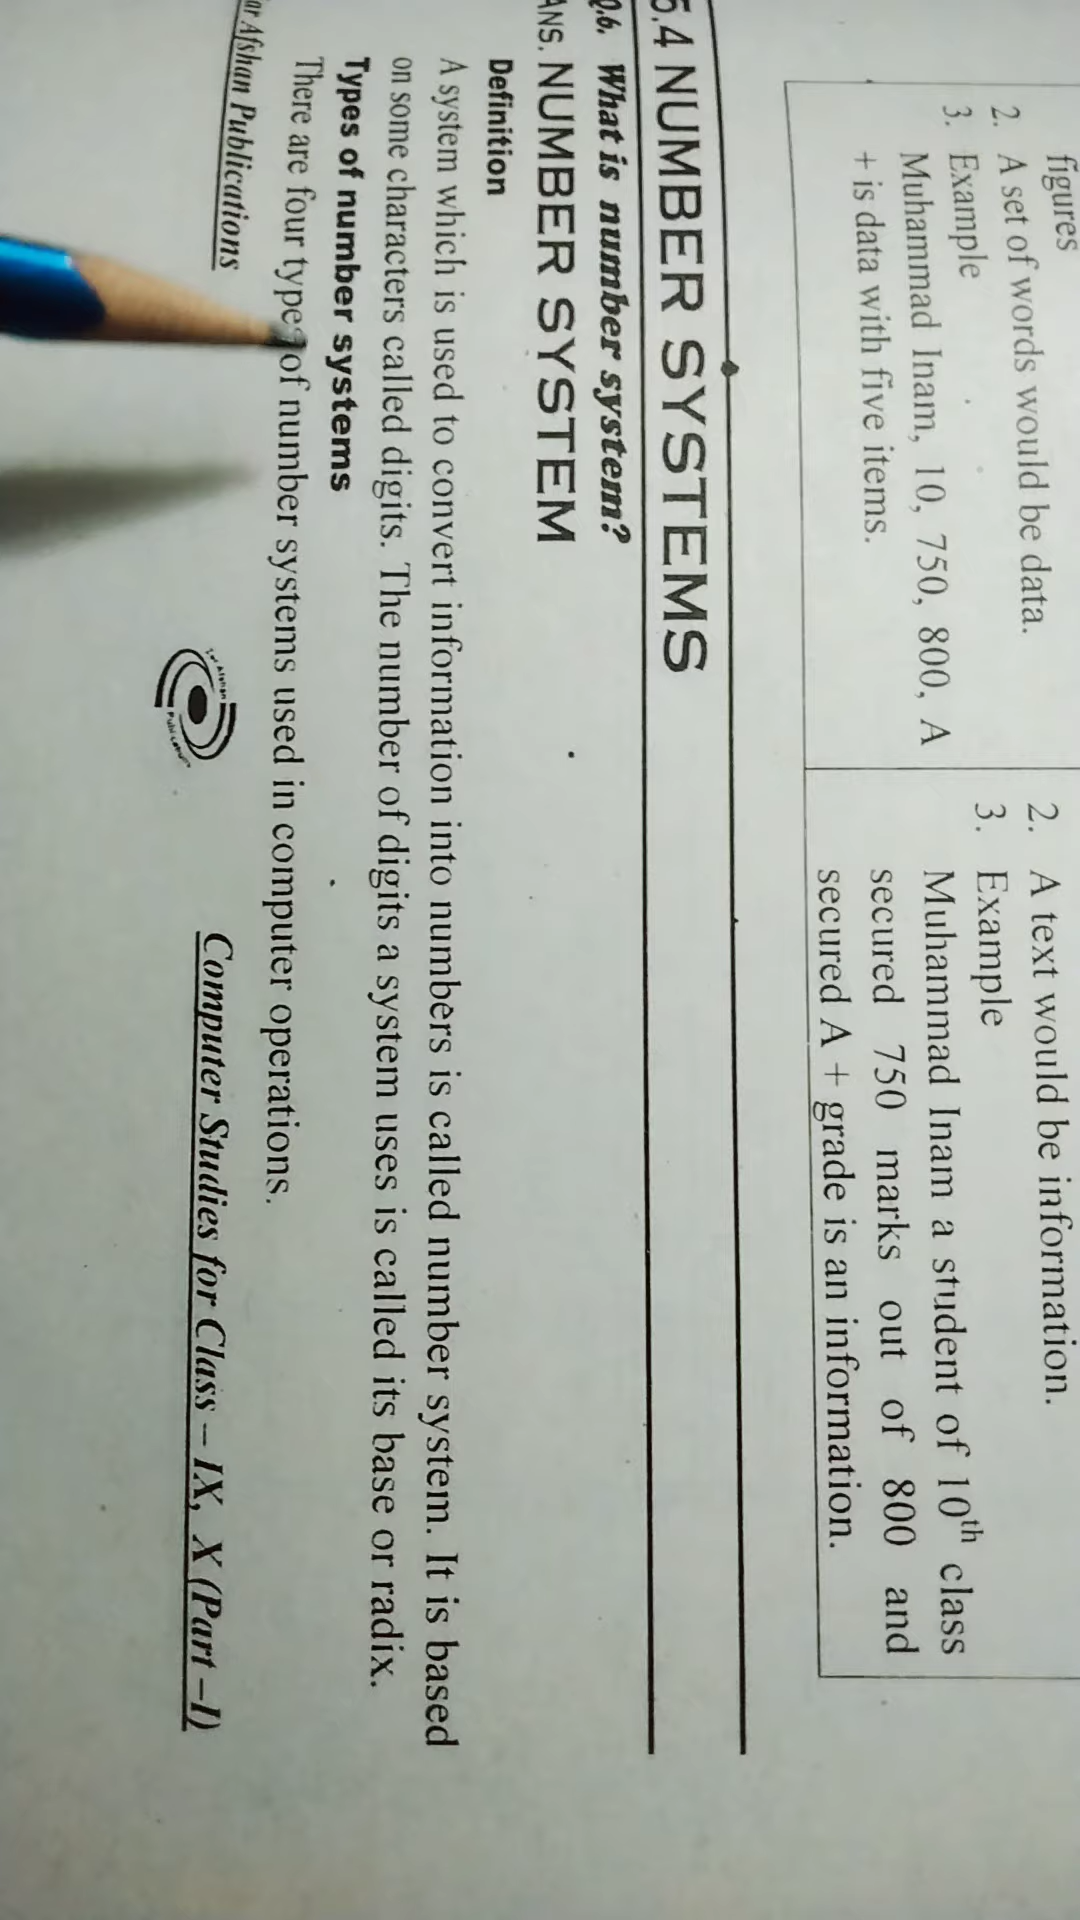 figures
2. A set of words would be data.
3. Example
Muhammad Inam, 10, 750, 800, A
+ is data with five items.
2. A text would be information.
3. Example
Muhammad Inam a student of 10th class
secured 750 marks out of 800 and
secured A + grade is an information.
5.4 NUMBER SYSTEMS
Q.6. What is number system?
ANS. NUMBER SYSTEM
Definition
A system which is used to convert information into numbers is called number system. It is based
on some characters called digits. The number of digits a system uses is called its base or radix.
Types of number systems
There are four types of number systems used in computer operations.
Afshan Publications
Computer Studies for Class – IX, X (Part –I)